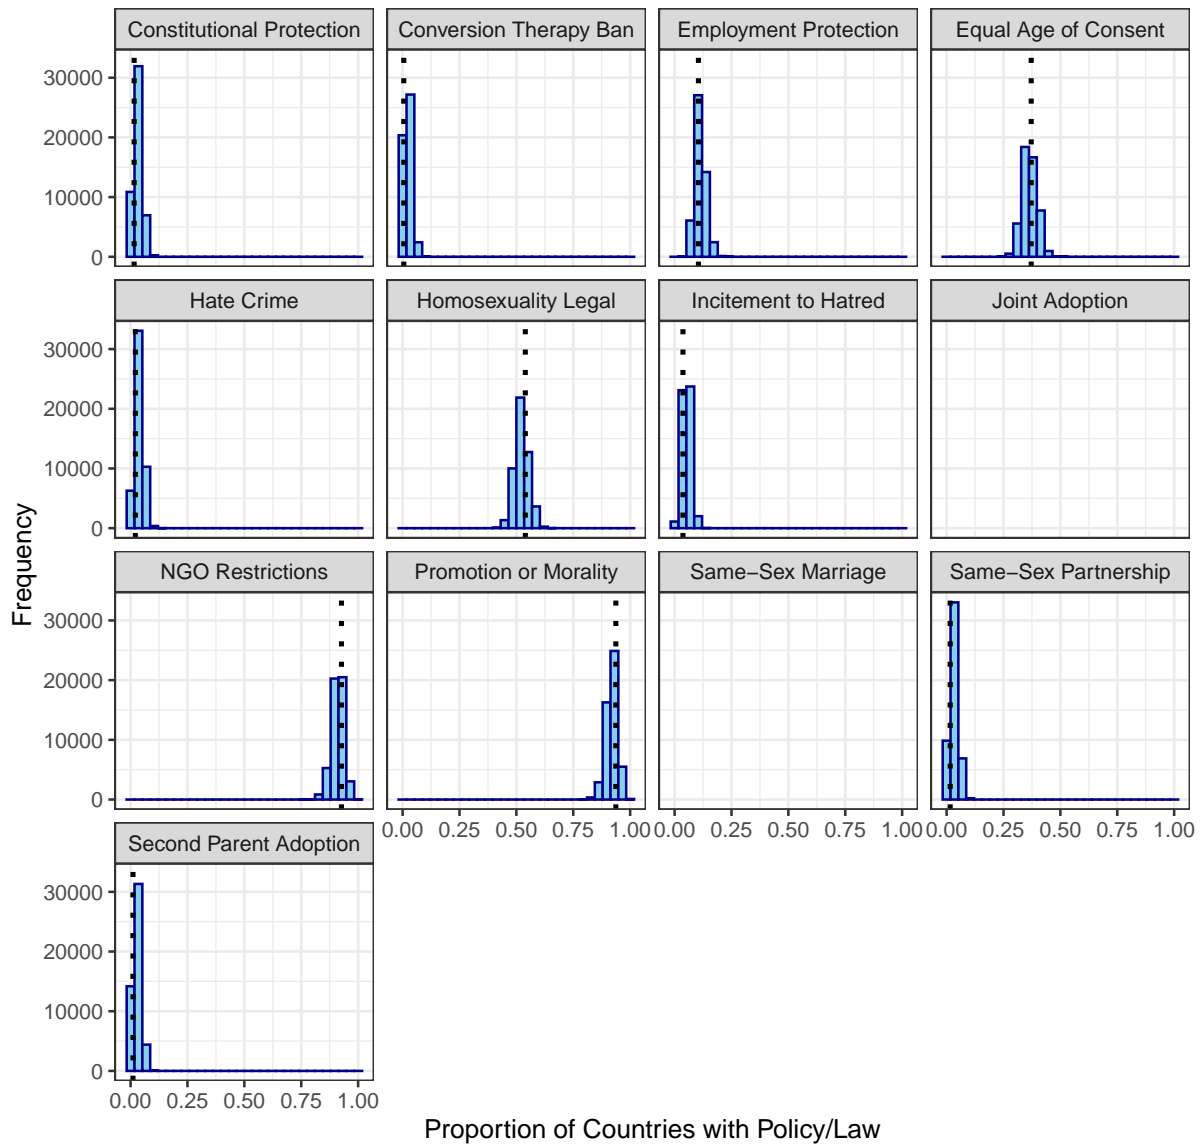 Constitutional Protection
Conversion Therapy Ban
Employment Protection
Equal Age of Consent
30000
20000
10000
0
Hate Crime
Homosexuality Legal
Incitement to Hatred
Joint Adoption
30000
20000
10000
0
Frequency
NGO Restrictions
Promotion or Morality
Same−Sex Marriage
Same−Sex Partnership
30000
20000
10000
0
0.00 0.25 0.50 0.75 1.00
0.00 0.25 0.50 0.75 1.00
0.00 0.25 0.50 0.75 1.00
Second Parent Adoption
30000
20000
10000
0
0.00 0.25 0.50 0.75 1.00
Proportion of Countries with Policy/Law